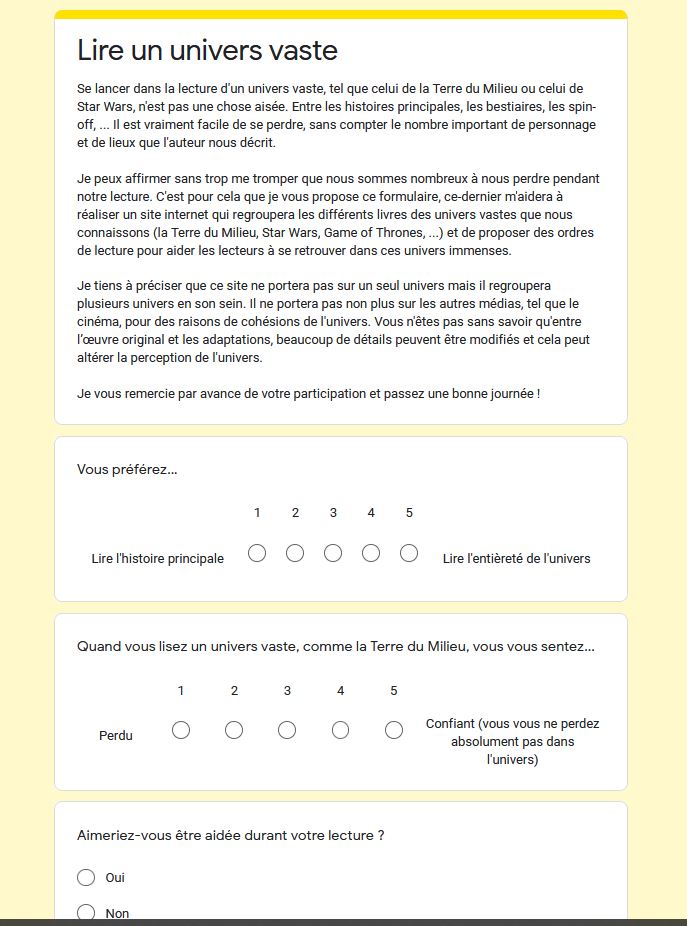 Lire un univers vaste
Se lancer dans la lecture d'un univers vaste, tel que celui de la Terre du Milieu ou celui de
Star Wars, n'est pas une chose aisée. Entre les histoires principales, les bestiaires, les spin-
off, ... Il est vraiment facile de se perdre, sans compter le nombre important de personnage
et de lieux que l'auteur nous décrit.
Je peux affirmer sans trop me tromper que nous sommes nombreux à nous perdre pendant
notre lecture. C'est pour cela que je vous propose ce formulaire, ce-dernier m'aidera à
réaliser un site internet qui regroupera les différents livres des univers vastes que nous
connaissons (la Terre du Milieu, Star Wars, Game of Thrones, ...) et de proposer des ordres
de lecture pour aider les lecteurs à se retrouver dans ces univers immenses.
Je tiens à préciser que ce site ne portera pas sur un seul univers mais il regroupera
plusieurs univers en son sein. Il ne portera pas non plus sur les autres médias, tel que le
cinéma, pour des raisons de cohésions de l'univers. Vous n'êtes pas sans savoir qu'entre
l'œuvre original et les adaptations, beaucoup de détails peuvent être modifiés et cela peut
altérer la perception de l'univers.
Je vous remercie par avance de votre participation et passez une bonne journée !
Vous préférez...
1 2 3 4 5
Lire l'histoire principale Lire l'entièreté de l'univers
Quand vous lisez un univers vaste, comme la Terre du Milieu, vous vous sentez...
1 2 3 4 5
Perdu Confiant (vous vous ne perdez
absolument pas dans
l'univers)
Aimeriez-vous être aidée durant votre lecture ?
Oui
Non